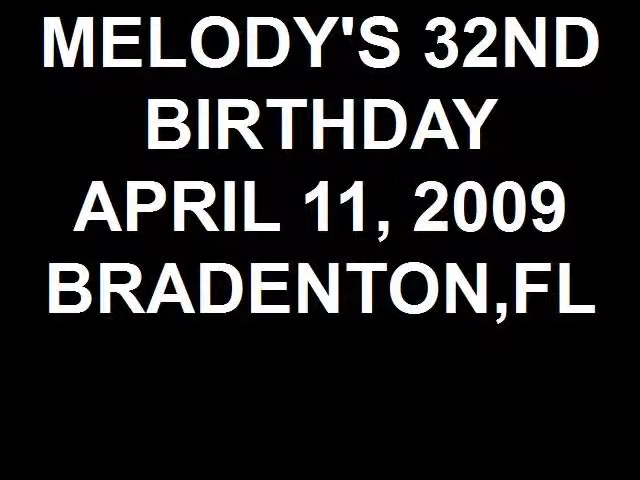 MELODY'S 32ND
BIRTHDAY
APRIL 11, 2009
BRADENTON,FL